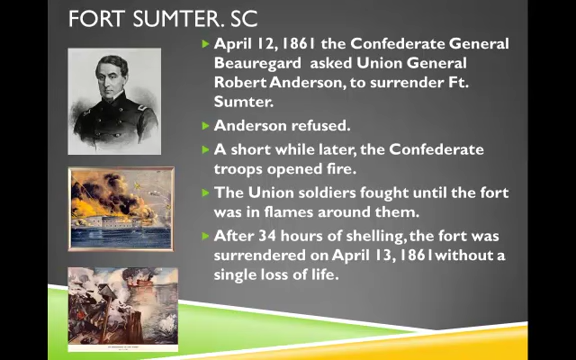 FORT SUMTER. SC
April 12, 1861 the Confederate General
Beauregard asked Union General
Robert Anderson, to surrender Ft.
Sumter.
Anderson refused.
A short while later, the Confederate
troops opened fire.
The Union soldiers fought until the fort
was in flames around them.
After 34 hours of shelling, the fort was
surrendered on April 13, 1861without a
single loss of life.